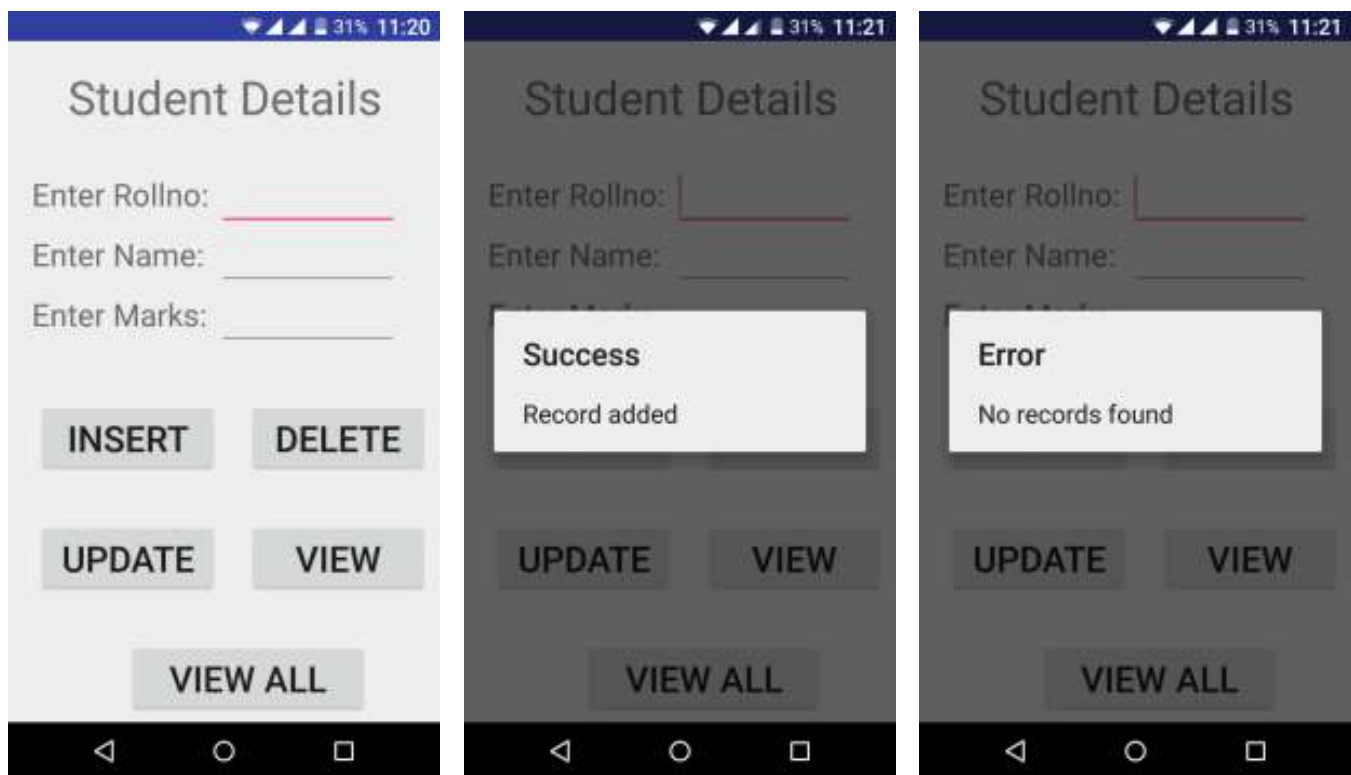 31% 11:20
Student Details
Enter Rollno:
Enter Name:
Enter Marks:
INSERT DELETE
UPDATE VIEW
VIEW ALL
31% 11:21
Student Details
Enter Rollno:
Enter Name:
Success
Record added
UPDATE VIEW
VIEW ALL
31% 11:21
Student Details
Enter Rollno:
Enter Name:
Error
No records found
UPDATE VIEW
VIEW ALL